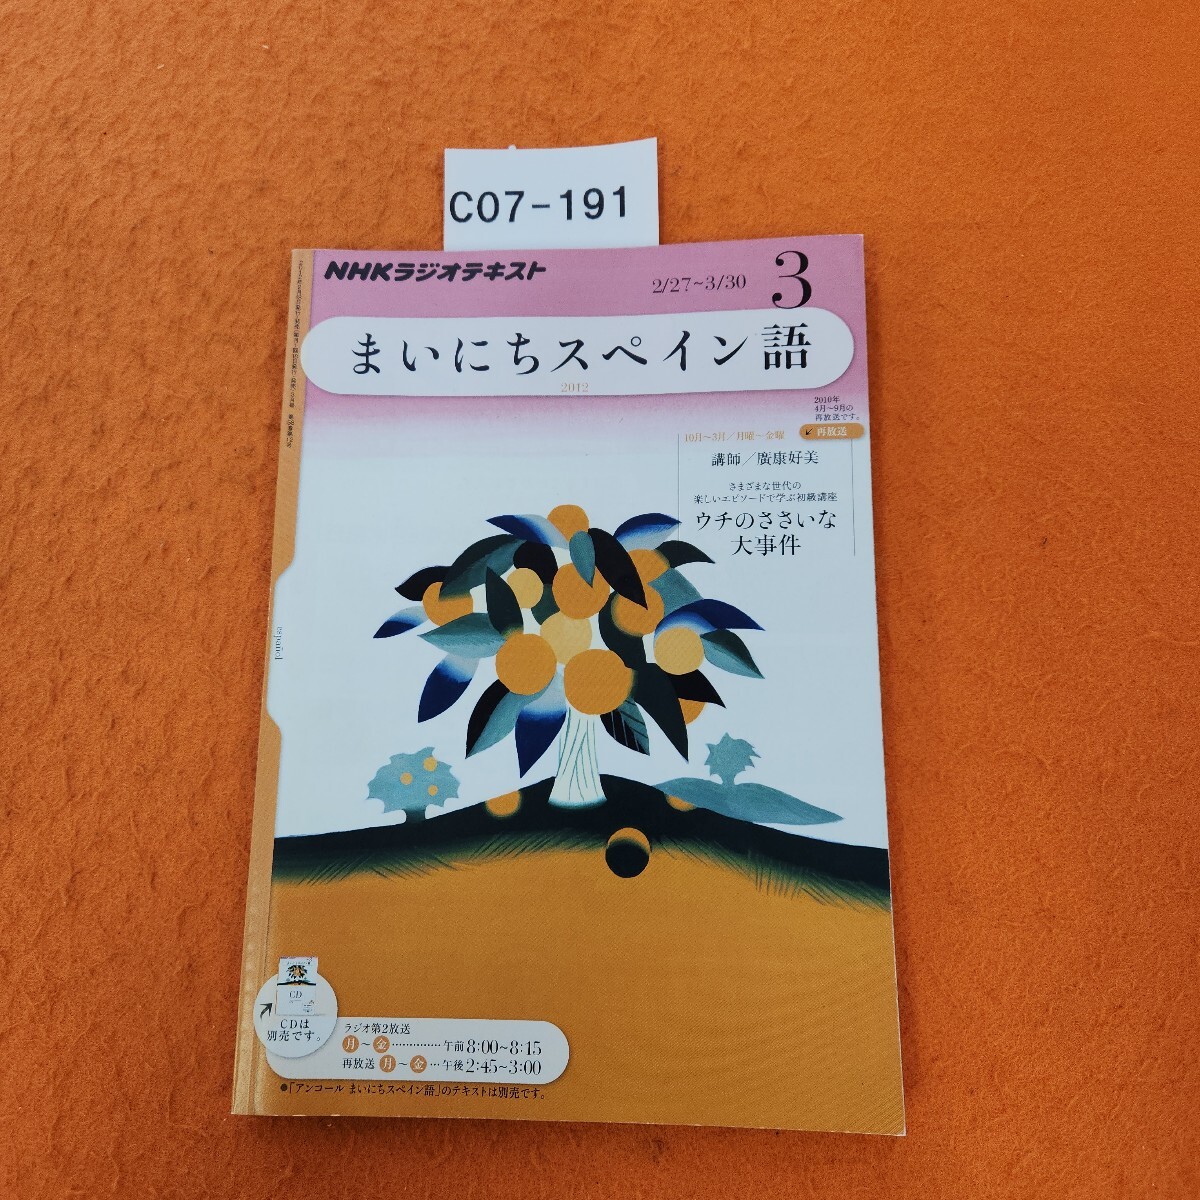 C07-191
NHKラジオテキスト
2/27~3/30
3
まいにちスペイン語
2012
2010年
4月~9月の
再放送です。
10月~3月/月曜~金曜
再放送
講師/廣康好美
さまざまな世代の
楽しいエピソードで学ぶ初級講座
ウチのささいな
大事件
español
CD
CDは
別売です。
ラジオ第2放送
月~金……………午前8:00~8:15
再放送 月~金…午後2:45~3:00
●「アンコール まいにちスペイン語」のテキストは別売です。